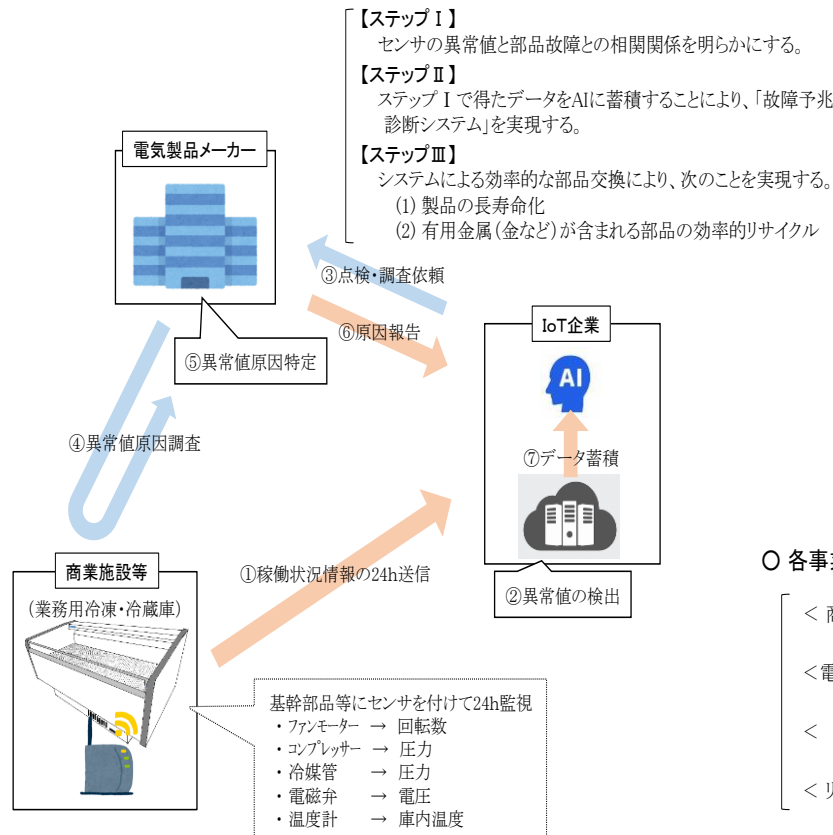 【ステップⅠ】
センサの異常値と部品故障との相関関係を明らかにする。
【ステップⅡ】
ステップⅠで得たデータをAIに蓄積することにより、「故障予兆
診断システム」を実現する。
【ステップⅢ】
システムによる効率的な部品交換により、次のことを実現する。
(1) 製品の長寿命化
(2) 有用金属(金など)が含まれる部品の効率的リサイクル
電気製品メーカー
③点検・調査依頼
⑥原因報告
IoT企業
⑤異常値原因特定
AI
④異常値原因調査
⑦データ蓄積
①稼働状況情報の24h送信
②異常値の検出
商業施設等
(業務用冷凍・冷蔵庫)
基幹部品等にセンサを付けて24h監視
・ファンモーター → 回転数
・コンプレッサー → 圧力
・冷媒管 → 圧力
・電磁弁 → 電圧
・温度計 → 庫内温度
〇 各事
＜ 商
＜電
＜
＜リ